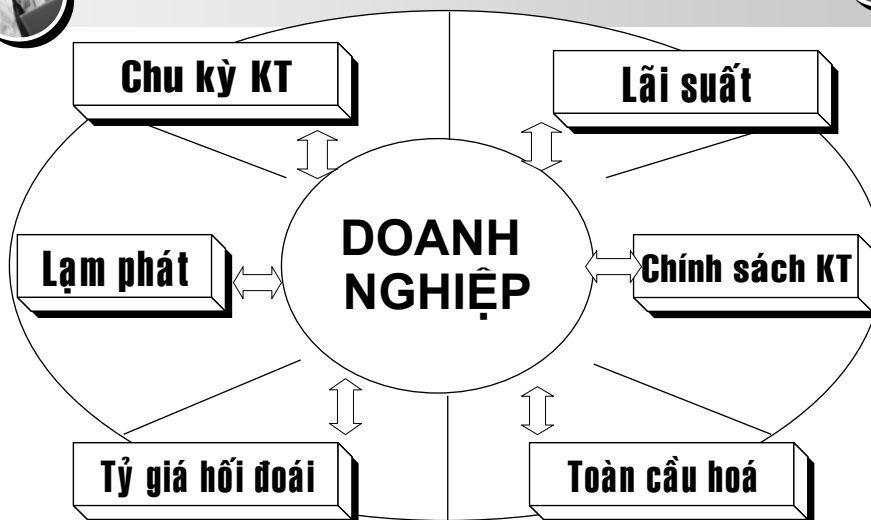 Chu kỳ KT
Lãi suất
DOANH
NGHIỆP
Lạm phát
Chính sách KT
Tỷ giá hối đoái
Toàn cầu hoá